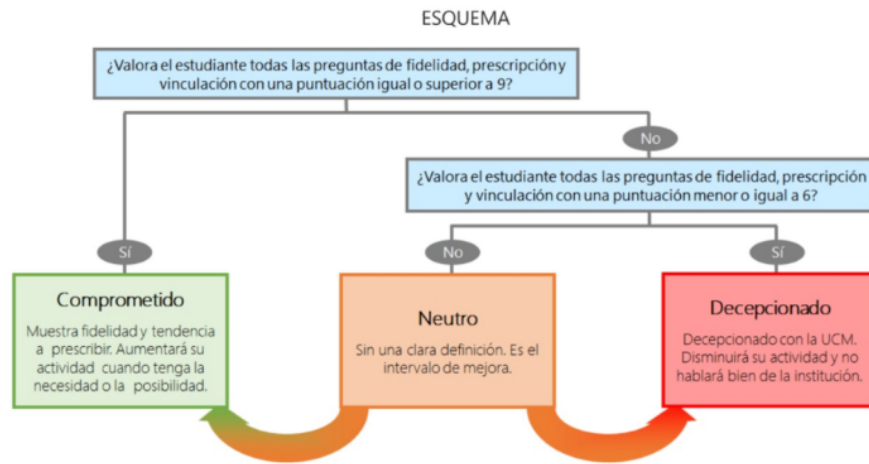 ESQUEMA
¿Valora el estudiante todas las preguntas de fidelidad, prescripción y
vinculación con una puntuación igual o superior a 9?
No
¿Valora el estudiante todas las preguntas de fidelidad, prescripción
y vinculación con una puntuación menor o igual a 6?
Sí
No
Sí
Comprometido
Muestra fidelidad y tendencia
a prescribir. Aumentará su
actividad cuando tenga la
necesidad o la posibilidad.
Neutro
Sin una clara definición. Es el
intervalo de mejora.
Decepcionado
Decepcionado con la UCM.
Disminuirá su actividad y no
hablará bien de la institución.